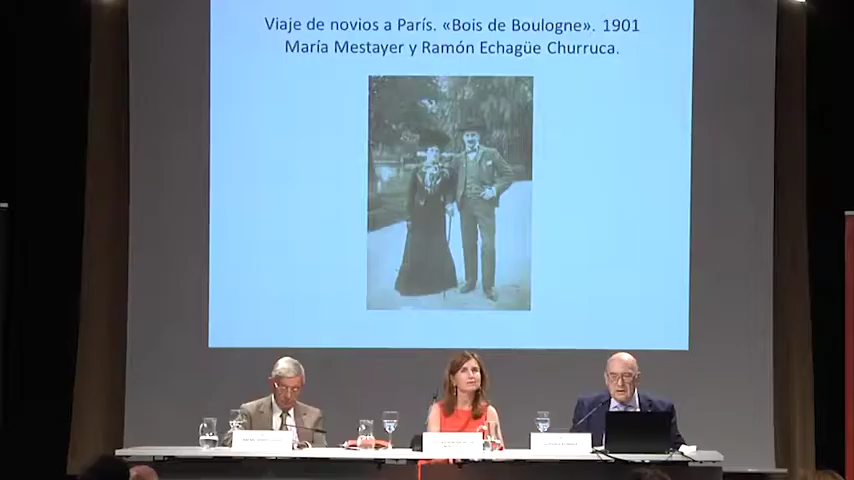 Viaje de novios a París. «Bois de Boulogne». 1901
María Mestayer y Ramón Echagüe Churruca.